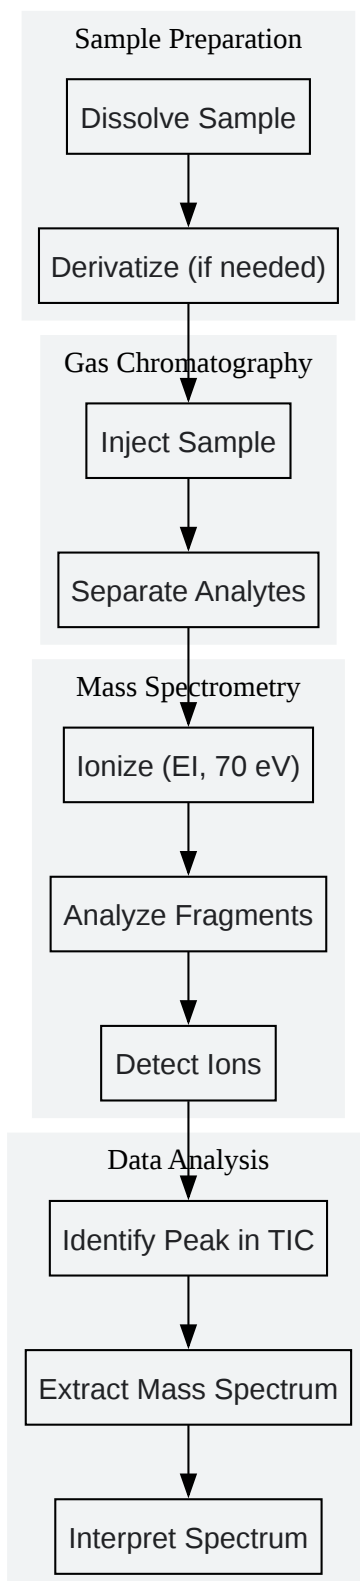 Sample Preparation
Dissolve Sample
Derivatize (if needed)
Gas Chromatography
Inject Sample
Separate Analytes
Mass Spectrometry
Ionize (EI, 70 eV)
Analyze Fragments
Detect Ions
Data Analysis
Identify Peak in TIC
Extract Mass Spectrum
Interpret Spectrum